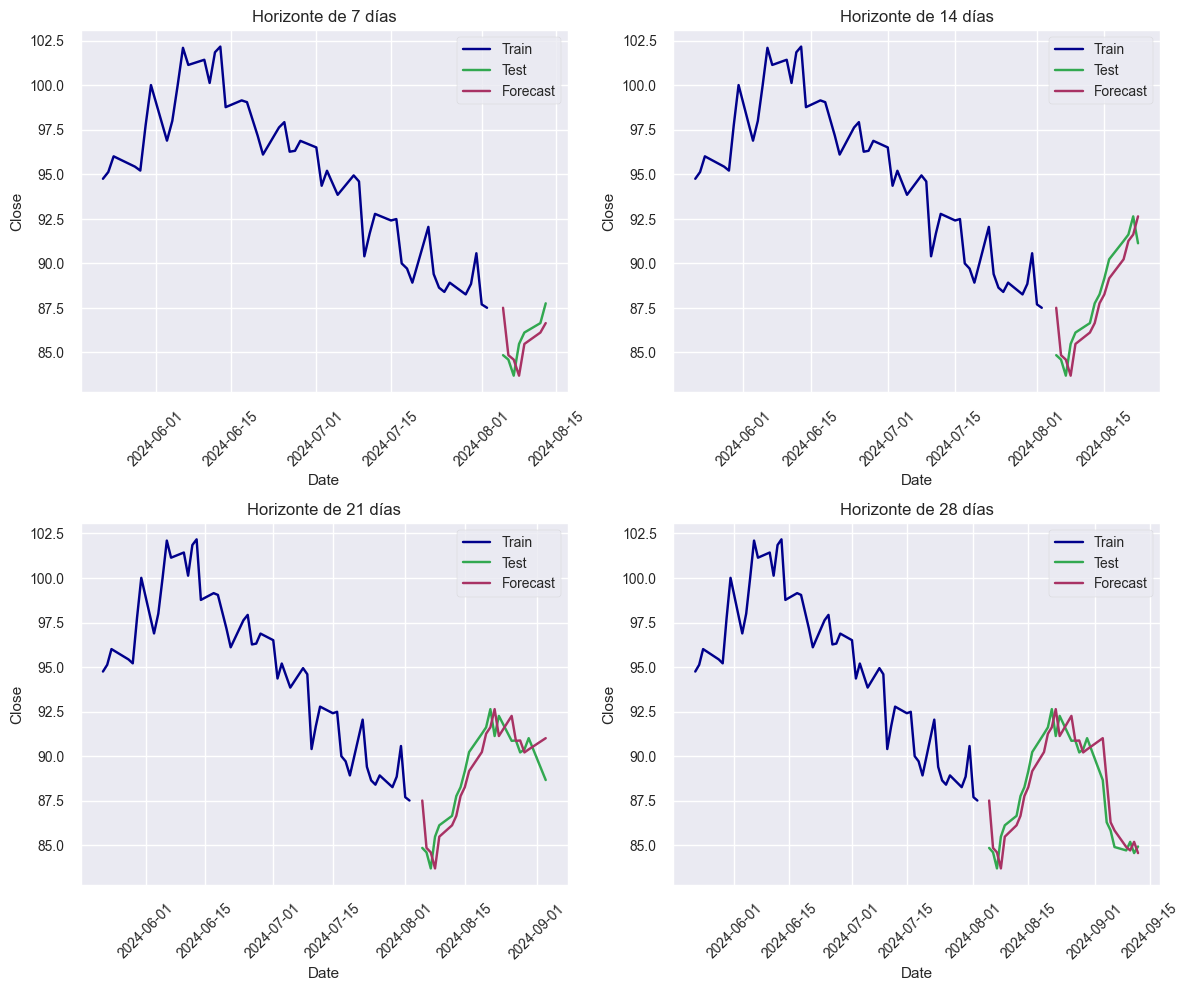 Horizonte de 7 días
102.5
100.0
97.5
95.0
92.5
90.0
87.5
85.0
Close
Train
Test
Forecast
2024-06-01
2024-06-15
2024-07-01
2024-07-15
2024-08-01
2024-08-15
Date
Horizonte de 14 días
102.5
100.0
97.5
95.0
92.5
90.0
87.5
85.0
Close
Train
Test
Forecast
2024-06-01
2024-06-15
2024-07-01
2024-07-15
2024-08-01
2024-08-15
Date
Horizonte de 21 días
102.5
100.0
97.5
95.0
92.5
90.0
87.5
85.0
Close
Train
Test
Forecast
2024-06-01
2024-06-15
2024-07-01
2024-07-15
2024-08-01
2024-08-15
2024-09-01
Date
Horizonte de 28 días
102.5
100.0
97.5
95.0
92.5
90.0
87.5
85.0
Close
Train
Test
Forecast
2024-06-01
2024-06-15
2024-07-01
2024-07-15
2024-08-01
2024-08-15
2024-09-01
2024-09-15
Date